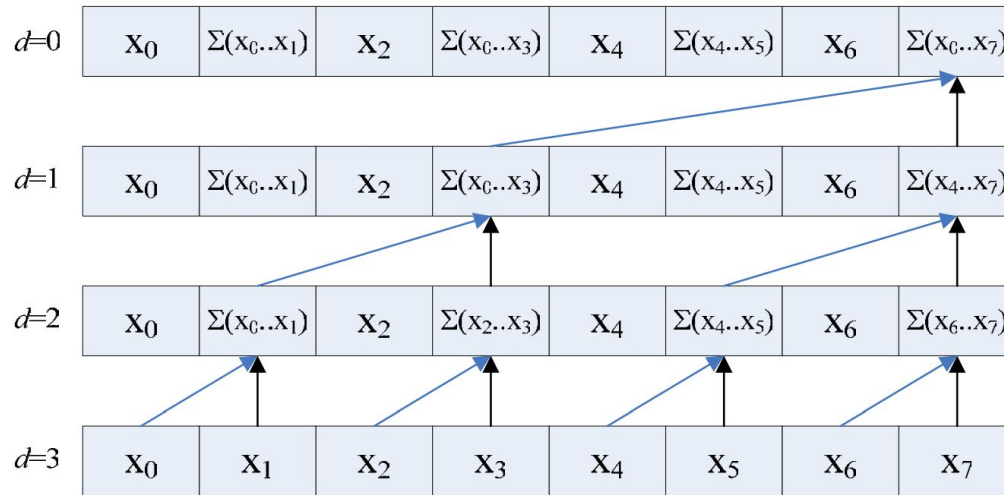 d=0 x₀ Σ(x₀..x₁) x₂ Σ(x₀..x₃) x₄ Σ(x₄..x₅) x₆ Σ(x₀..x₇)
d=1 x₀ Σ(x₀..x₁) x₂ Σ(x₀..x₃) x₄ Σ(x₄..x₅) x₆ Σ(x₄..x₇)
d=2 x₀ Σ(x₀..x₁) x₂ Σ(x₂..x₃) x₄ Σ(x₄..x₅) x₆ Σ(x₆..x₇)
d=3 x₀ x₁ x₂ x₃ x₄ x₅ x₆ x₇